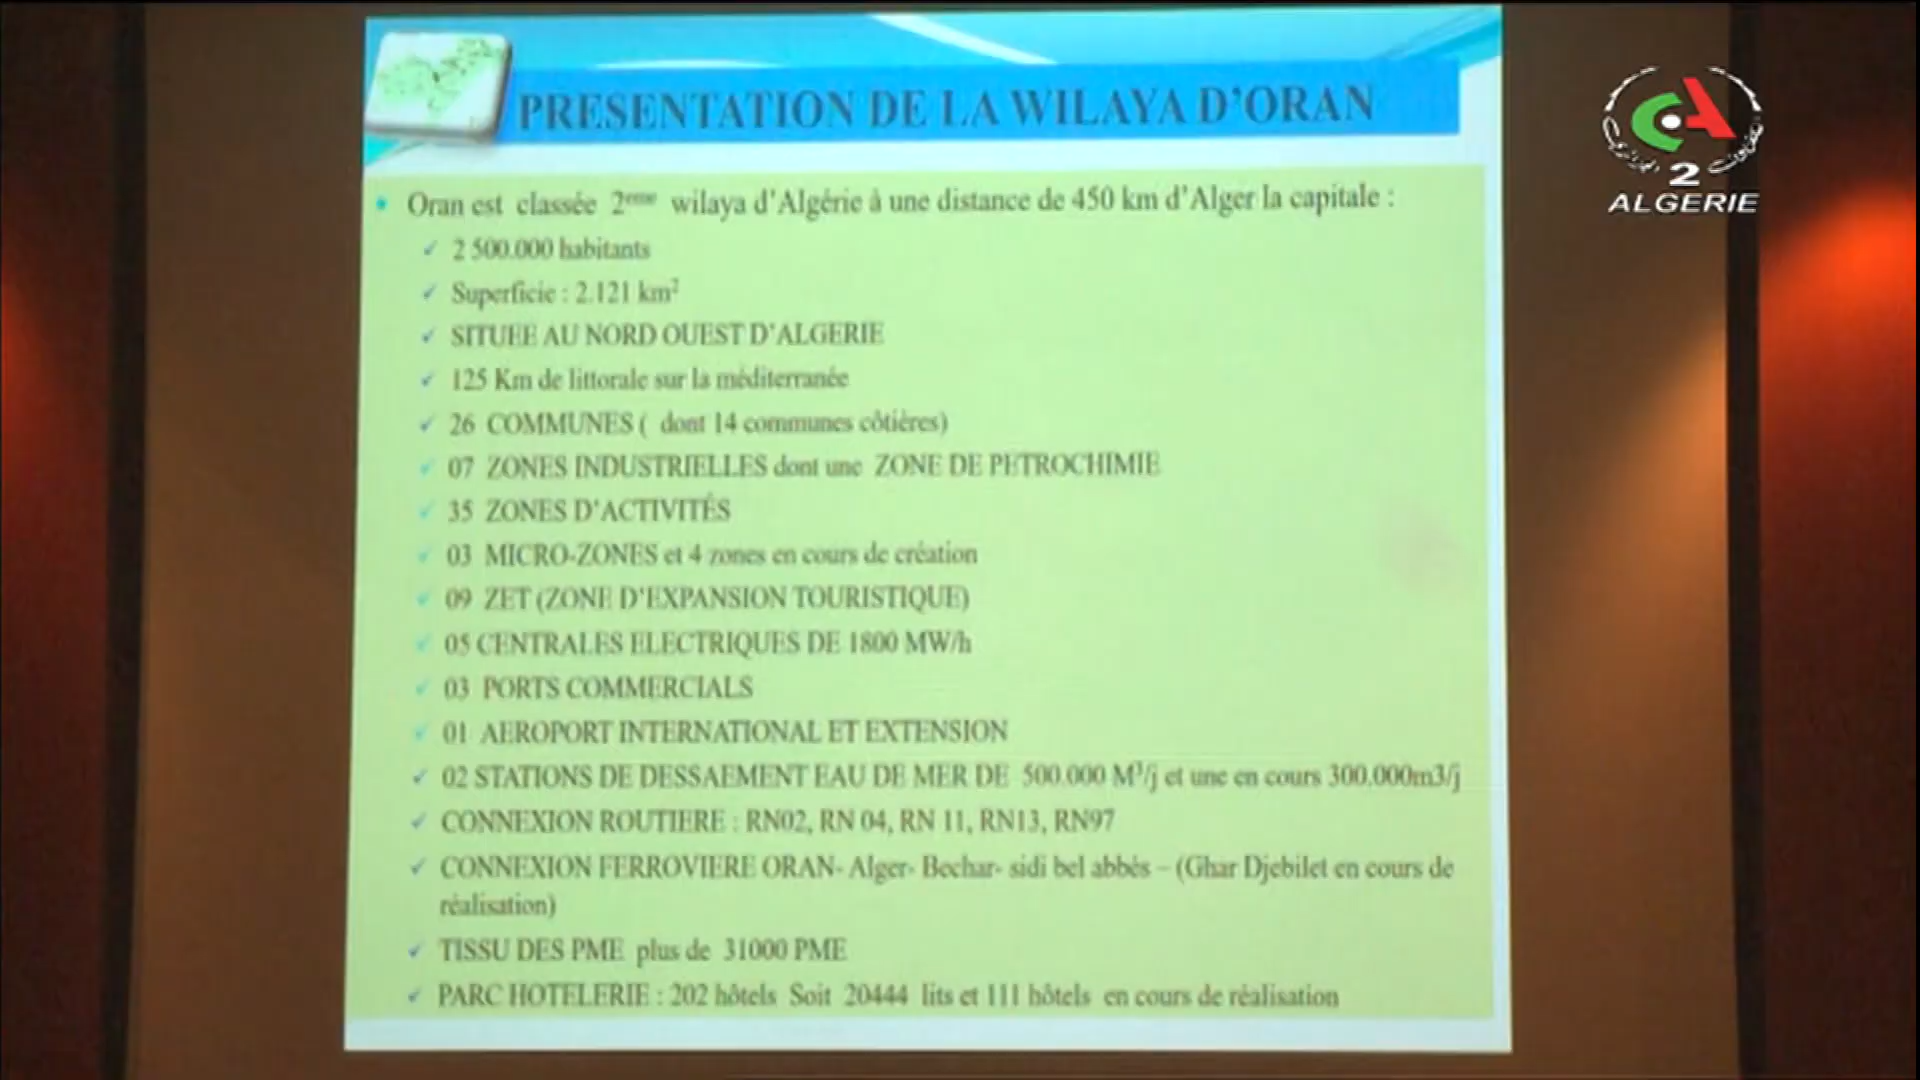 PRESENTATION DE LA WILAYA D'ORAN
Oran est classée 2eme wilaya d'Algérie à une distance de 450 km d'Alger la capitale :
2 500.000 habitants
Superficie : 2.121 km²
SITUEE AU NORD OUEST D'ALGERIE
125 Km de littorale sur la méditerranée
26 COMMUNES ( dont 14 communes côtières)
07 ZONES INDUSTRIELLES dont une ZONE DE PETROCHIMIE
35 ZONES D'ACTIVITÉS
03 MICRO-ZONES et 4 zones en cours de création
09 ZET (ZONE D'EXPANSION TOURISTIQUE)
05 CENTRALES ELECTRIQUES DE 1800 MW/h
03 PORTS COMMERCIALS
01 AEROPORT INTERNATIONAL ET EXTENSION
02 STATIONS DE DESSAEMENT EAU DE MER DE 500.000 M³/j et une en cours 300.000m3/j
CONNEXION ROUTIERE : RN02, RN 04, RN 11, RN13, RN97
CONNEXION FERROVIERE ORAN- Alger- Bechar- sidi bel abbès – (Ghar Djebilet en cours de
réalisation)
TISSU DES PME plus de 31000 PME
PARC HOTELERIE : 202 hôtels Soit 20444 lits et 111 hôtels en cours de réalisation
2
ALGERIE